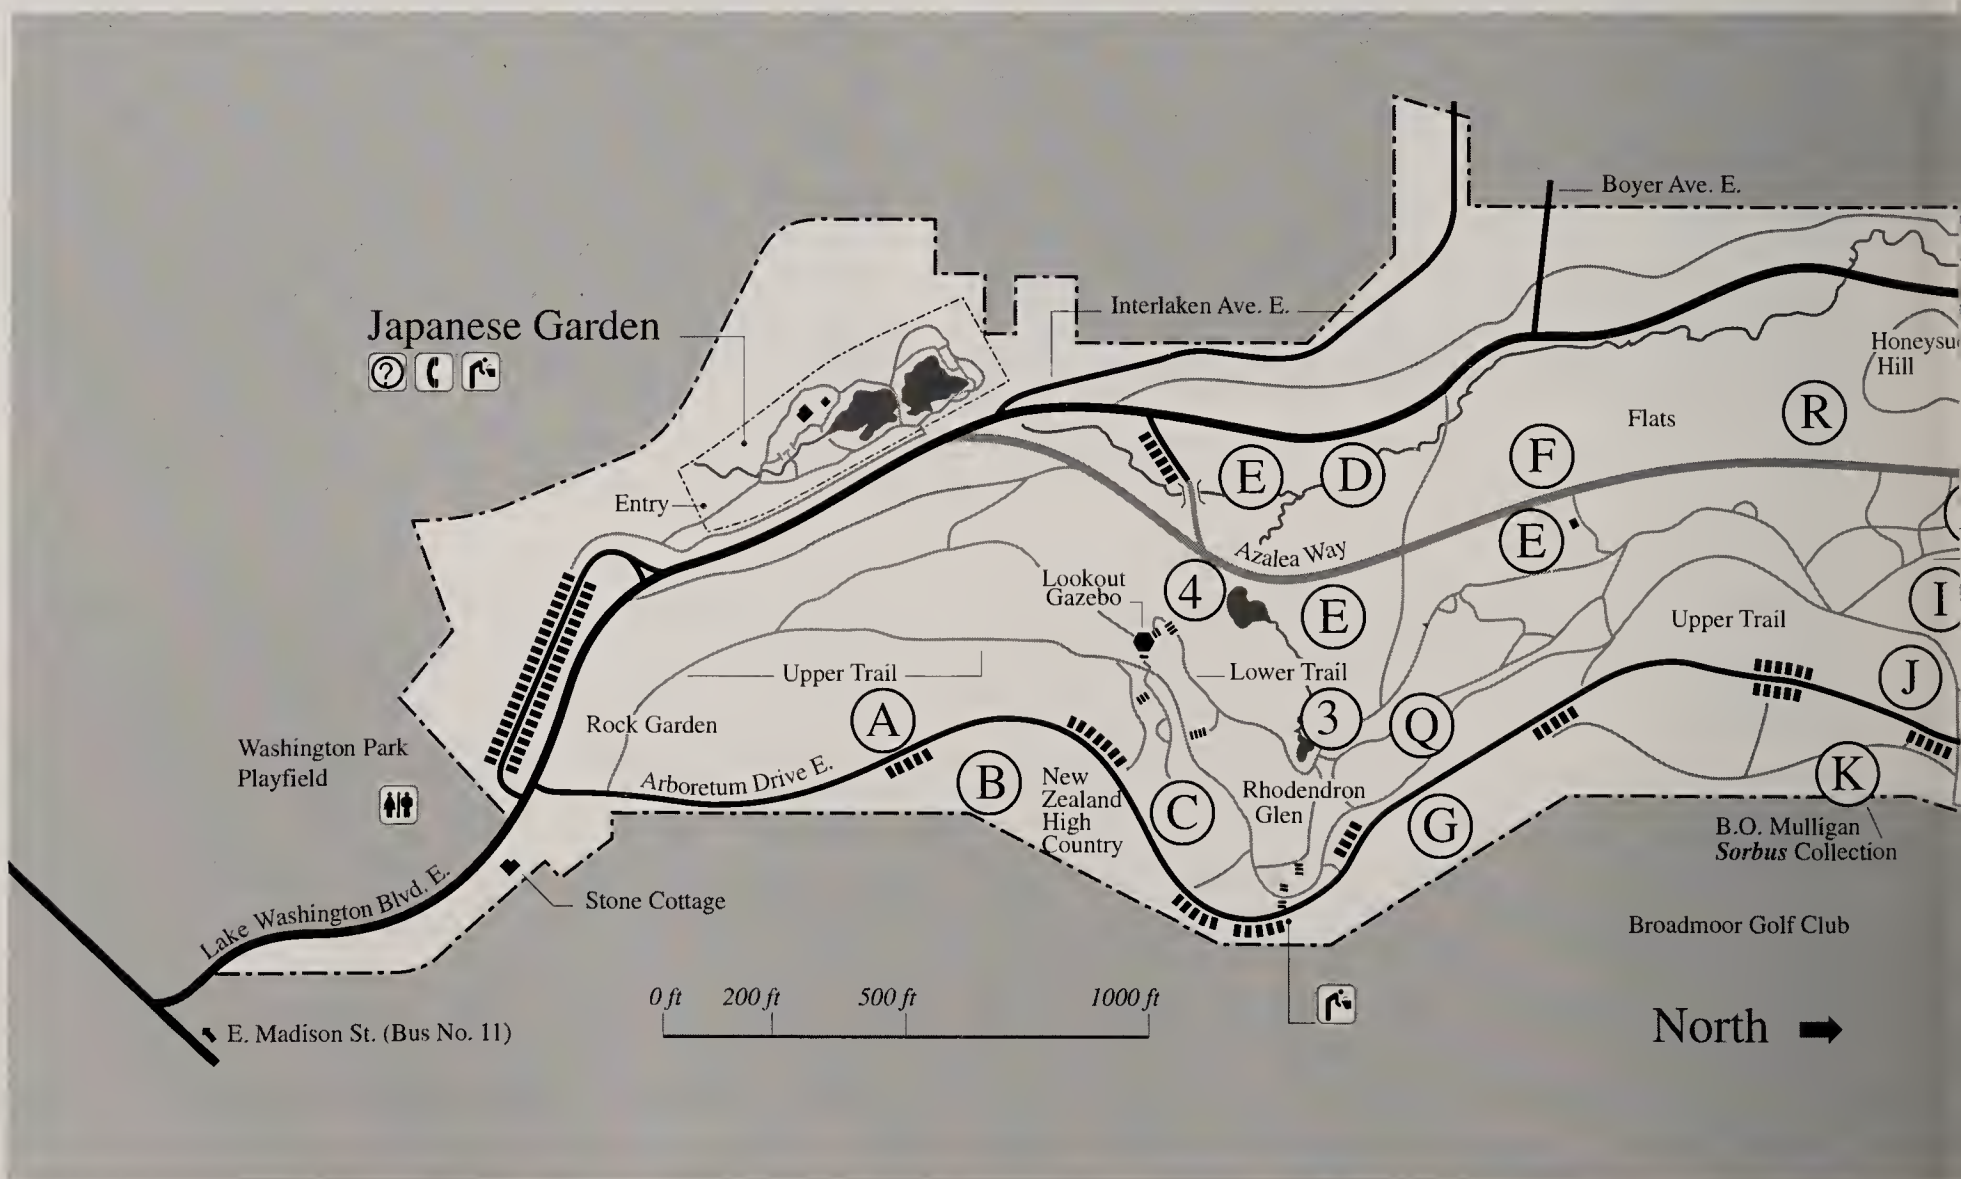 Boyer Ave. E.
Interlaken Ave. E.
Japanese Garden
?
Honeysu
Hill
R
Flats
F
E
D
Entry
E
Azalea Way
Lookout
Gazebo
4
I
E
Upper Trail
Upper Trail
Lower Trail
J
A
3
Q
Rock Garden
Washington Park
Playfield
Arboretum Drive E.
B
New
Zealand
High
Country
C
Rhodendron
Glen
K
G
B.O. Mulligan
Sorbus Collection
Lake Washington Blvd. E.
Stone Cottage
Broadmoor Golf Club
0 ft 200 ft 500 ft 1000 ft
North
E. Madison St. (Bus No. 11)